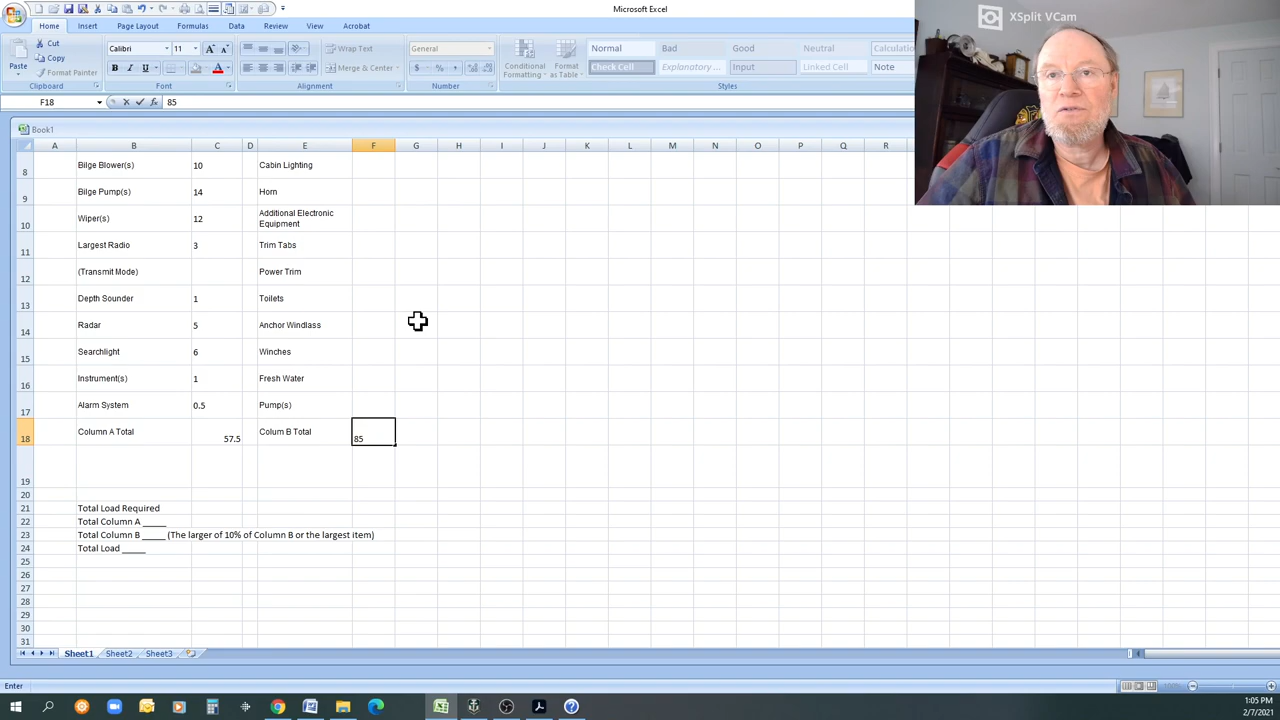 Microsoft Excel
XSplit VCam
Home Insert Page Layout Formulas Data Review View Acrobat
Cut
Copy
Format Painter
Paste
Calibri 11
B I U
Wrap Text
Merge & Center
General
$ % ,
Conditional Formatting
Format as Table
Normal Bad Good Neutral Calculation
Check Cell Explanatory ... Input Linked Cell Note
Clipboard Font Alignment Number Styles
F18 fx 85
Book1
A B C D E F G H I J K L M N O P Q R
8 Bilge Blower(s) 10 Cabin Lighting
9 Bilge Pump(s) 14 Horn
10 Wiper(s) 12 Additional Electronic Equipment
11 Largest Radio 3 Trim Tabs
12 (Transmit Mode) Power Trim
13 Depth Sounder 1 Toilets
14 Radar 5 Anchor Windlass
15 Searchlight 6 Winches
16 Instrument(s) 1 Fresh Water
17 Alarm System 0.5 Pump(s)
18 Column A Total 57.5 Colum B Total 85
19
20
21 Total Load Required
22 Total Column A _____
23 Total Column B _____ (The larger of 10% of Column B or the largest item)
24 Total Load _____
25
26
27
28
29
30
31
Sheet1 Sheet2 Sheet3
Enter
100%
1:05 PM
2/7/2021